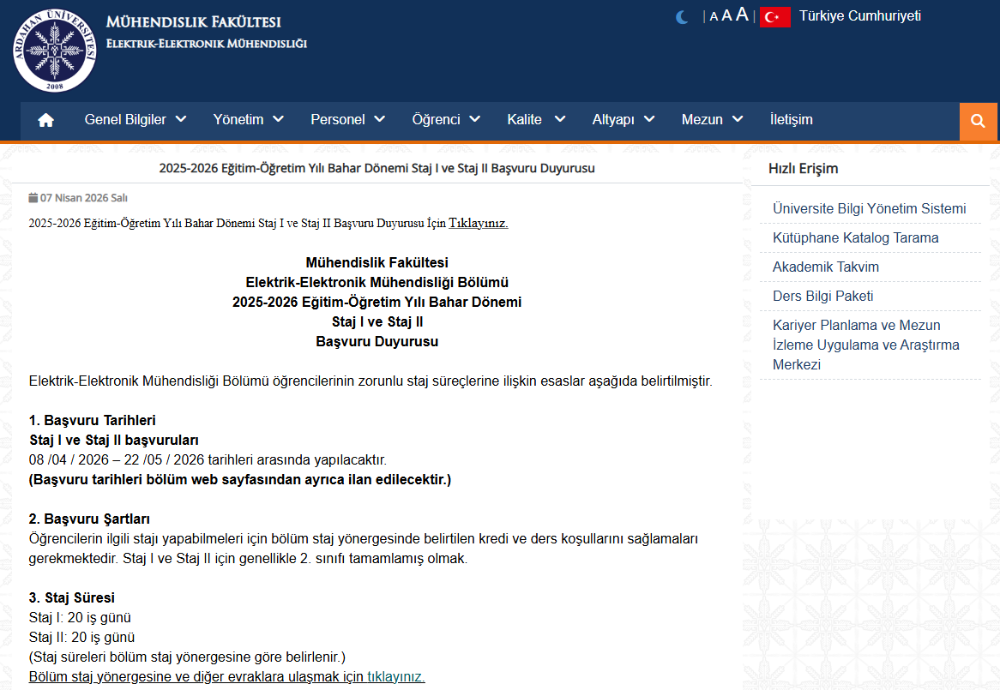 ARDAHAN ÜNİVERSİTESİ
2008
MÜHENDISLIK FAKÜLTESI
ELEKTRIK-ELEKTRONIK MÜHENDISLIĞI
| A A A |
Türkiye Cumhuriyeti
Genel Bilgiler
Yönetim
Personel
Öğrenci
Kalite
Altyapı
Mezun
İletişim
2025-2026 Eğitim-Öğretim Yılı Bahar Dönemi Staj I ve Staj II Başvuru Duyurusu
07 Nisan 2026 Salı
2025-2026 Eğitim-Öğretim Yılı Bahar Dönemi Staj I ve Staj II Başvuru Duyurusu İçin Tıklayınız.
Mühendislik Fakültesi
Elektrik-Elektronik Mühendisliği Bölümü
2025-2026 Eğitim-Öğretim Yılı Bahar Dönemi
Staj I ve Staj II
Başvuru Duyurusu
Elektrik-Elektronik Mühendisliği Bölümü öğrencilerinin zorunlu staj süreçlerine ilişkin esaslar aşağıda belirtilmiştir.
1. Başvuru Tarihleri
Staj I ve Staj II başvuruları
08 /04 / 2026 – 22 /05 / 2026 tarihleri arasında yapılacaktır.
(Başvuru tarihleri bölüm web sayfasından ayrıca ilan edilecektir.)
2. Başvuru Şartları
Öğrencilerin ilgili stajı yapabilmeleri için bölüm staj yönergesinde belirtilen kredi ve ders koşullarını sağlamaları
gerekmektedir. Staj I ve Staj II için genellikle 2. sınıfı tamamlamış olmak.
3. Staj Süresi
Staj I: 20 iş günü
Staj II: 20 iş günü
(Staj süreleri bölüm staj yönergesine göre belirlenir.)
Bölüm staj yönergesine ve diğer evraklara ulaşmak için tıklayınız.
Hızlı Erişim
Üniversite Bilgi Yönetim Sistemi
Kütüphane Katalog Tarama
Akademik Takvim
Ders Bilgi Paketi
Kariyer Planlama ve Mezun
İzleme Uygulama ve Araştırma
Merkezi